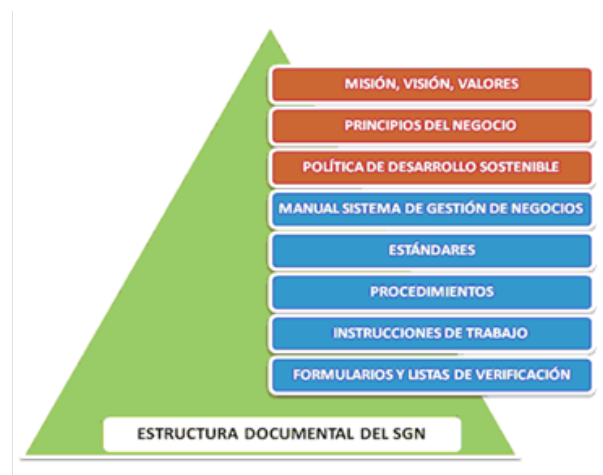 MISIÓN, VISIÓN, VALORES
PRINCIPIOS DEL NEGOCIO
POLÍTICA DE DESARROLLO SOSTENIBLE
MANUAL SISTEMA DE GESTIÓN DE NEGOCIOS
ESTÁNDARES
PROCEDIMIENTOS
INSTRUCCIONES DE TRABAJO
FORMULARIOS Y LISTAS DE VERIFICACIÓN
ESTRUCTURA DOCUMENTAL DEL SGN